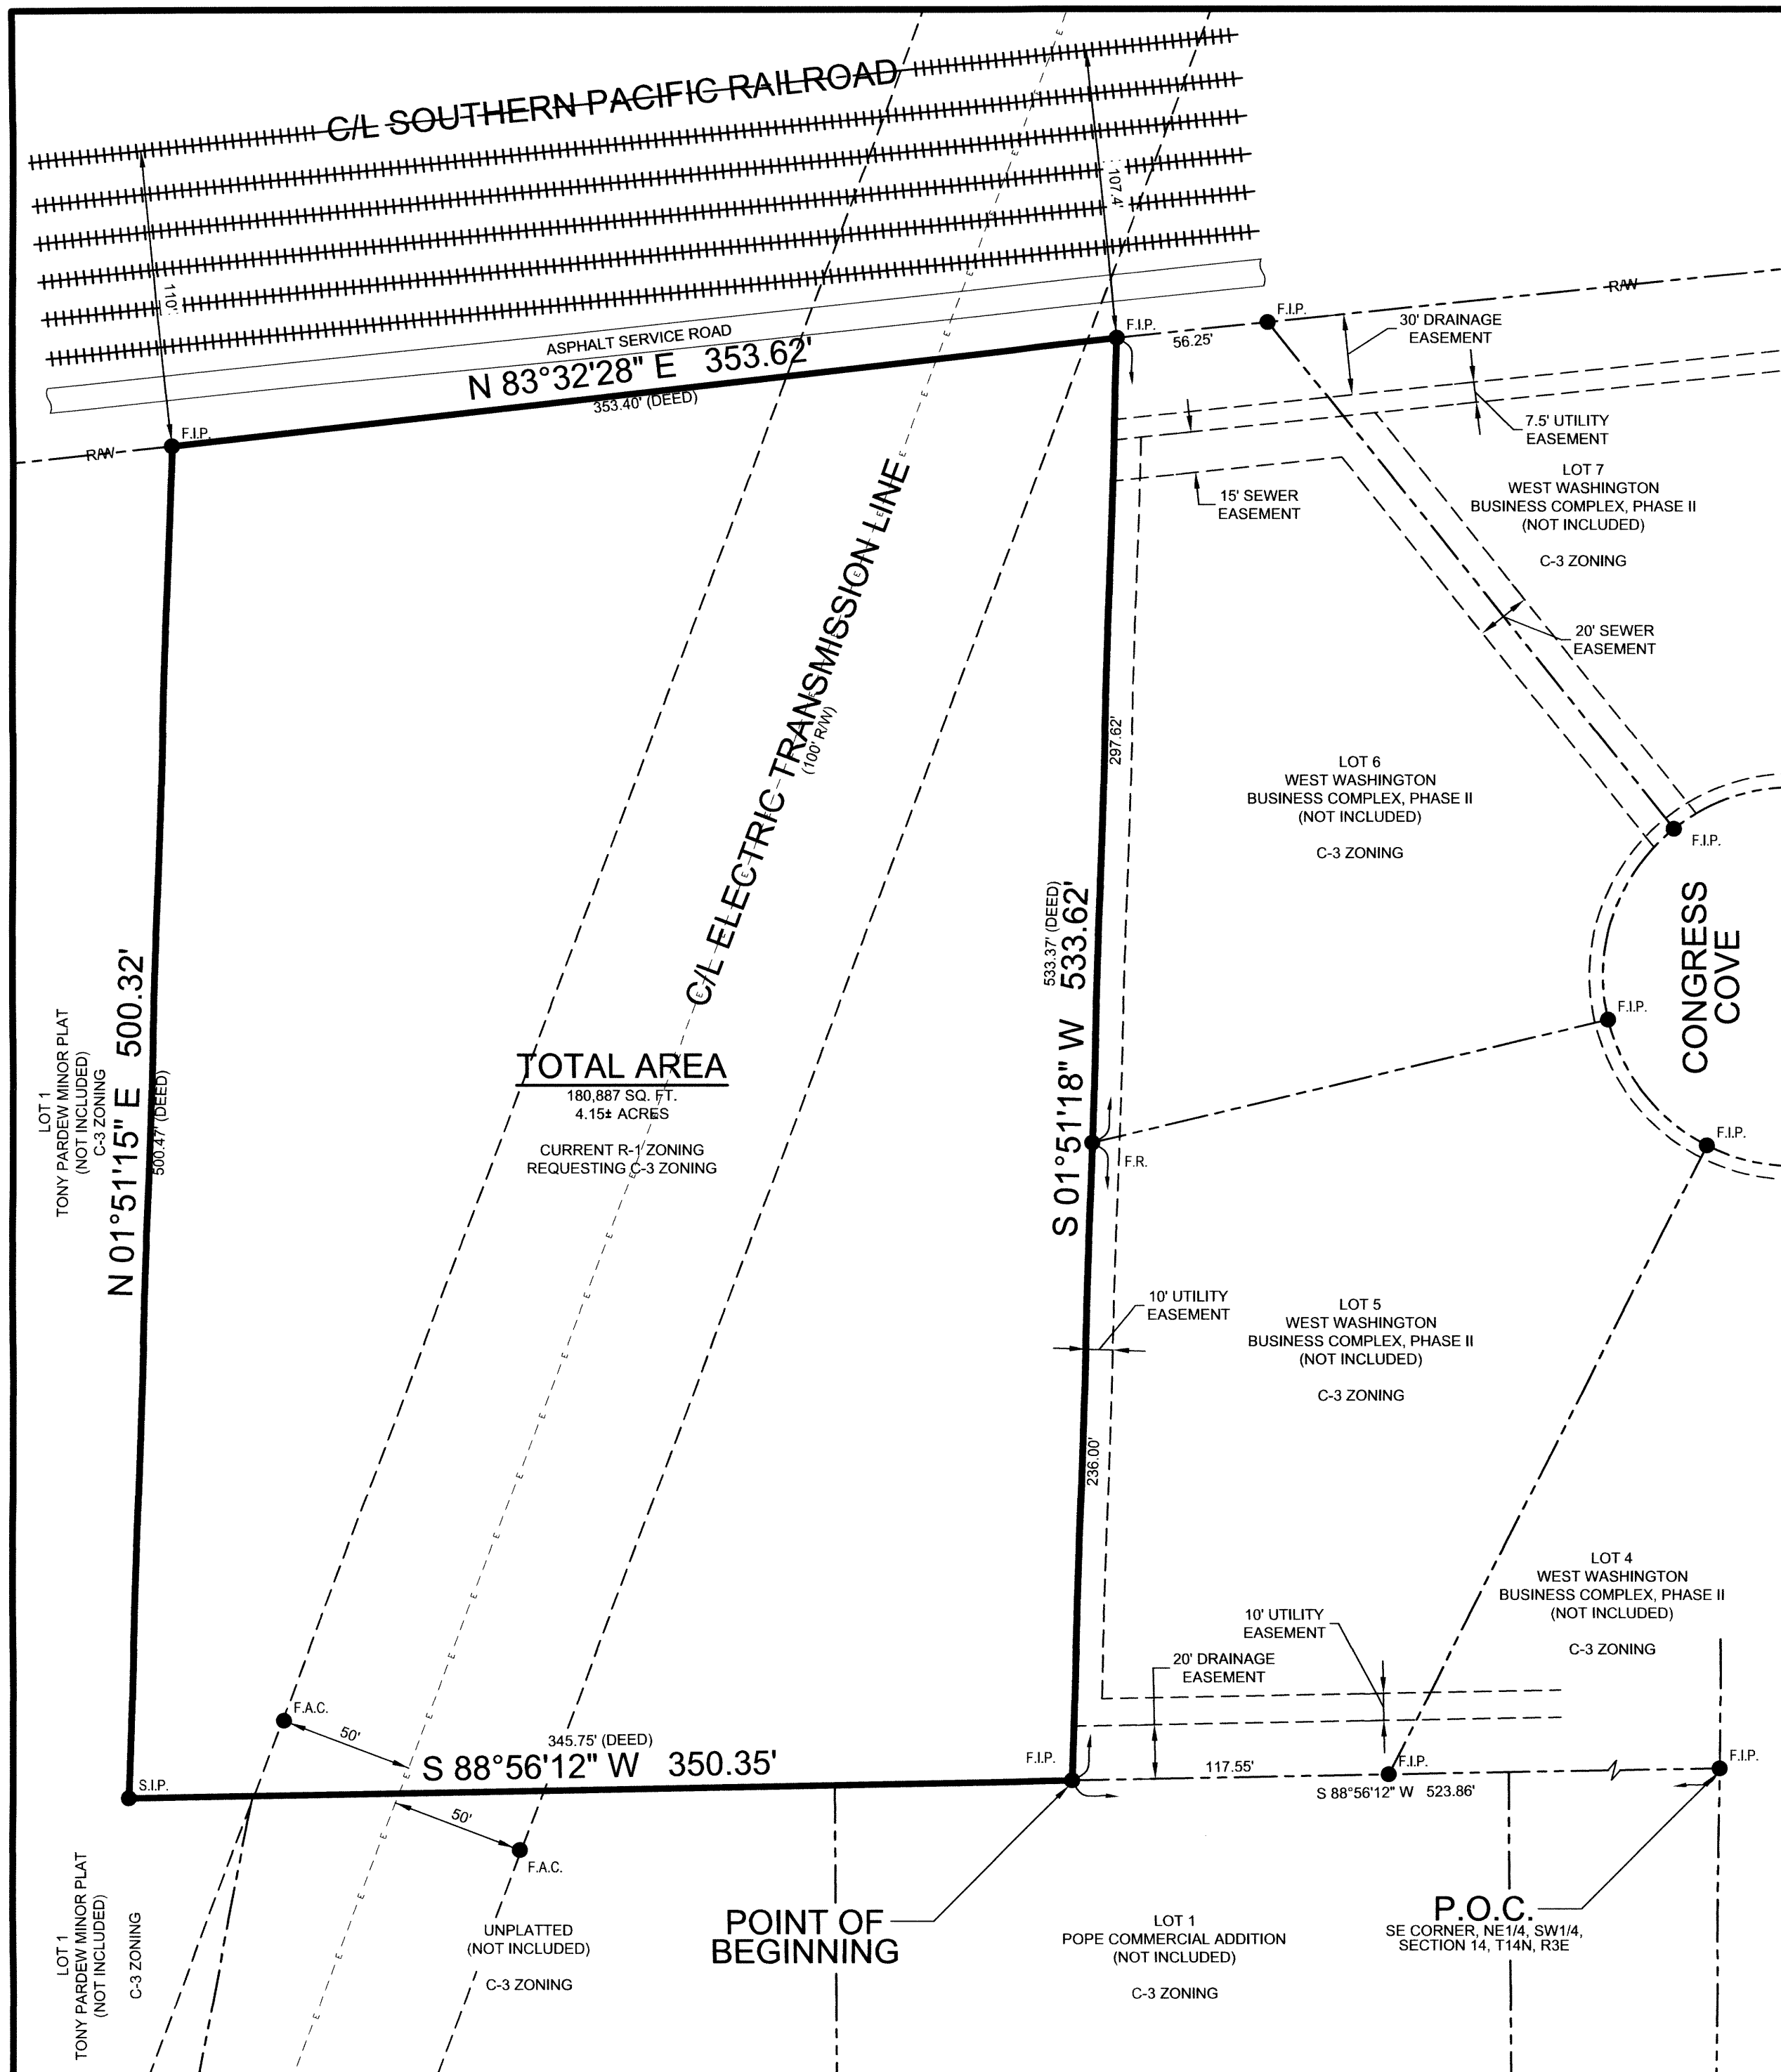 C/L SOUTHERN PACIFIC RAILROAD
107.4'
110'
ASPHALT SERVICE ROAD
N 83°32'28" E 353.62'
353.40' (DEED)
R/W
F.I.P.
F.I.P.
56.25'
F.I.P.
R/W
30' DRAINAGE
EASEMENT
7.5' UTILITY
EASEMENT
15' SEWER
EASEMENT
LOT 7
WEST WASHINGTON
BUSINESS COMPLEX, PHASE II
(NOT INCLUDED)
C-3 ZONING
20' SEWER
EASEMENT
C/L ELECTRIC TRANSMISSION LINE
(100' R/W)
297.62'
LOT 6
WEST WASHINGTON
BUSINESS COMPLEX, PHASE II
(NOT INCLUDED)
C-3 ZONING
F.I.P.
CONGRESS
COVE
F.I.P.
F.I.P.
533.37' (DEED)
S 01°51'18" W 533.62'
F.R.
LOT 1
TONY PARDEW MINOR PLAT
(NOT INCLUDED)
C-3 ZONING
N 01°51'15" E 500.32'
500.47' (DEED)
TOTAL AREA
180,887 SQ. FT.
4.15± ACRES
CURRENT R-1 ZONING
REQUESTING C-3 ZONING
10' UTILITY
EASEMENT
LOT 5
WEST WASHINGTON
BUSINESS COMPLEX, PHASE II
(NOT INCLUDED)
C-3 ZONING
236.00'
LOT 4
WEST WASHINGTON
BUSINESS COMPLEX, PHASE II
(NOT INCLUDED)
C-3 ZONING
10' UTILITY
EASEMENT
20' DRAINAGE
EASEMENT
F.A.C.
50'
345.75' (DEED)
S 88°56'12" W 350.35'
S.I.P.
F.I.P.
117.55'
F.I.P.
S 88°56'12" W 523.86'
F.I.P.
50'
F.A.C.
LOT 1
TONY PARDEW MINOR PLAT
(NOT INCLUDED)
C-3 ZONING
UNPLATTED
(NOT INCLUDED)
C-3 ZONING
POINT OF
BEGINNING
LOT 1
POPE COMMERCIAL ADDITION
(NOT INCLUDED)
C-3 ZONING
P.O.C.
SE CORNER, NE1/4, SW1/4,
SECTION 14, T14N, R3E